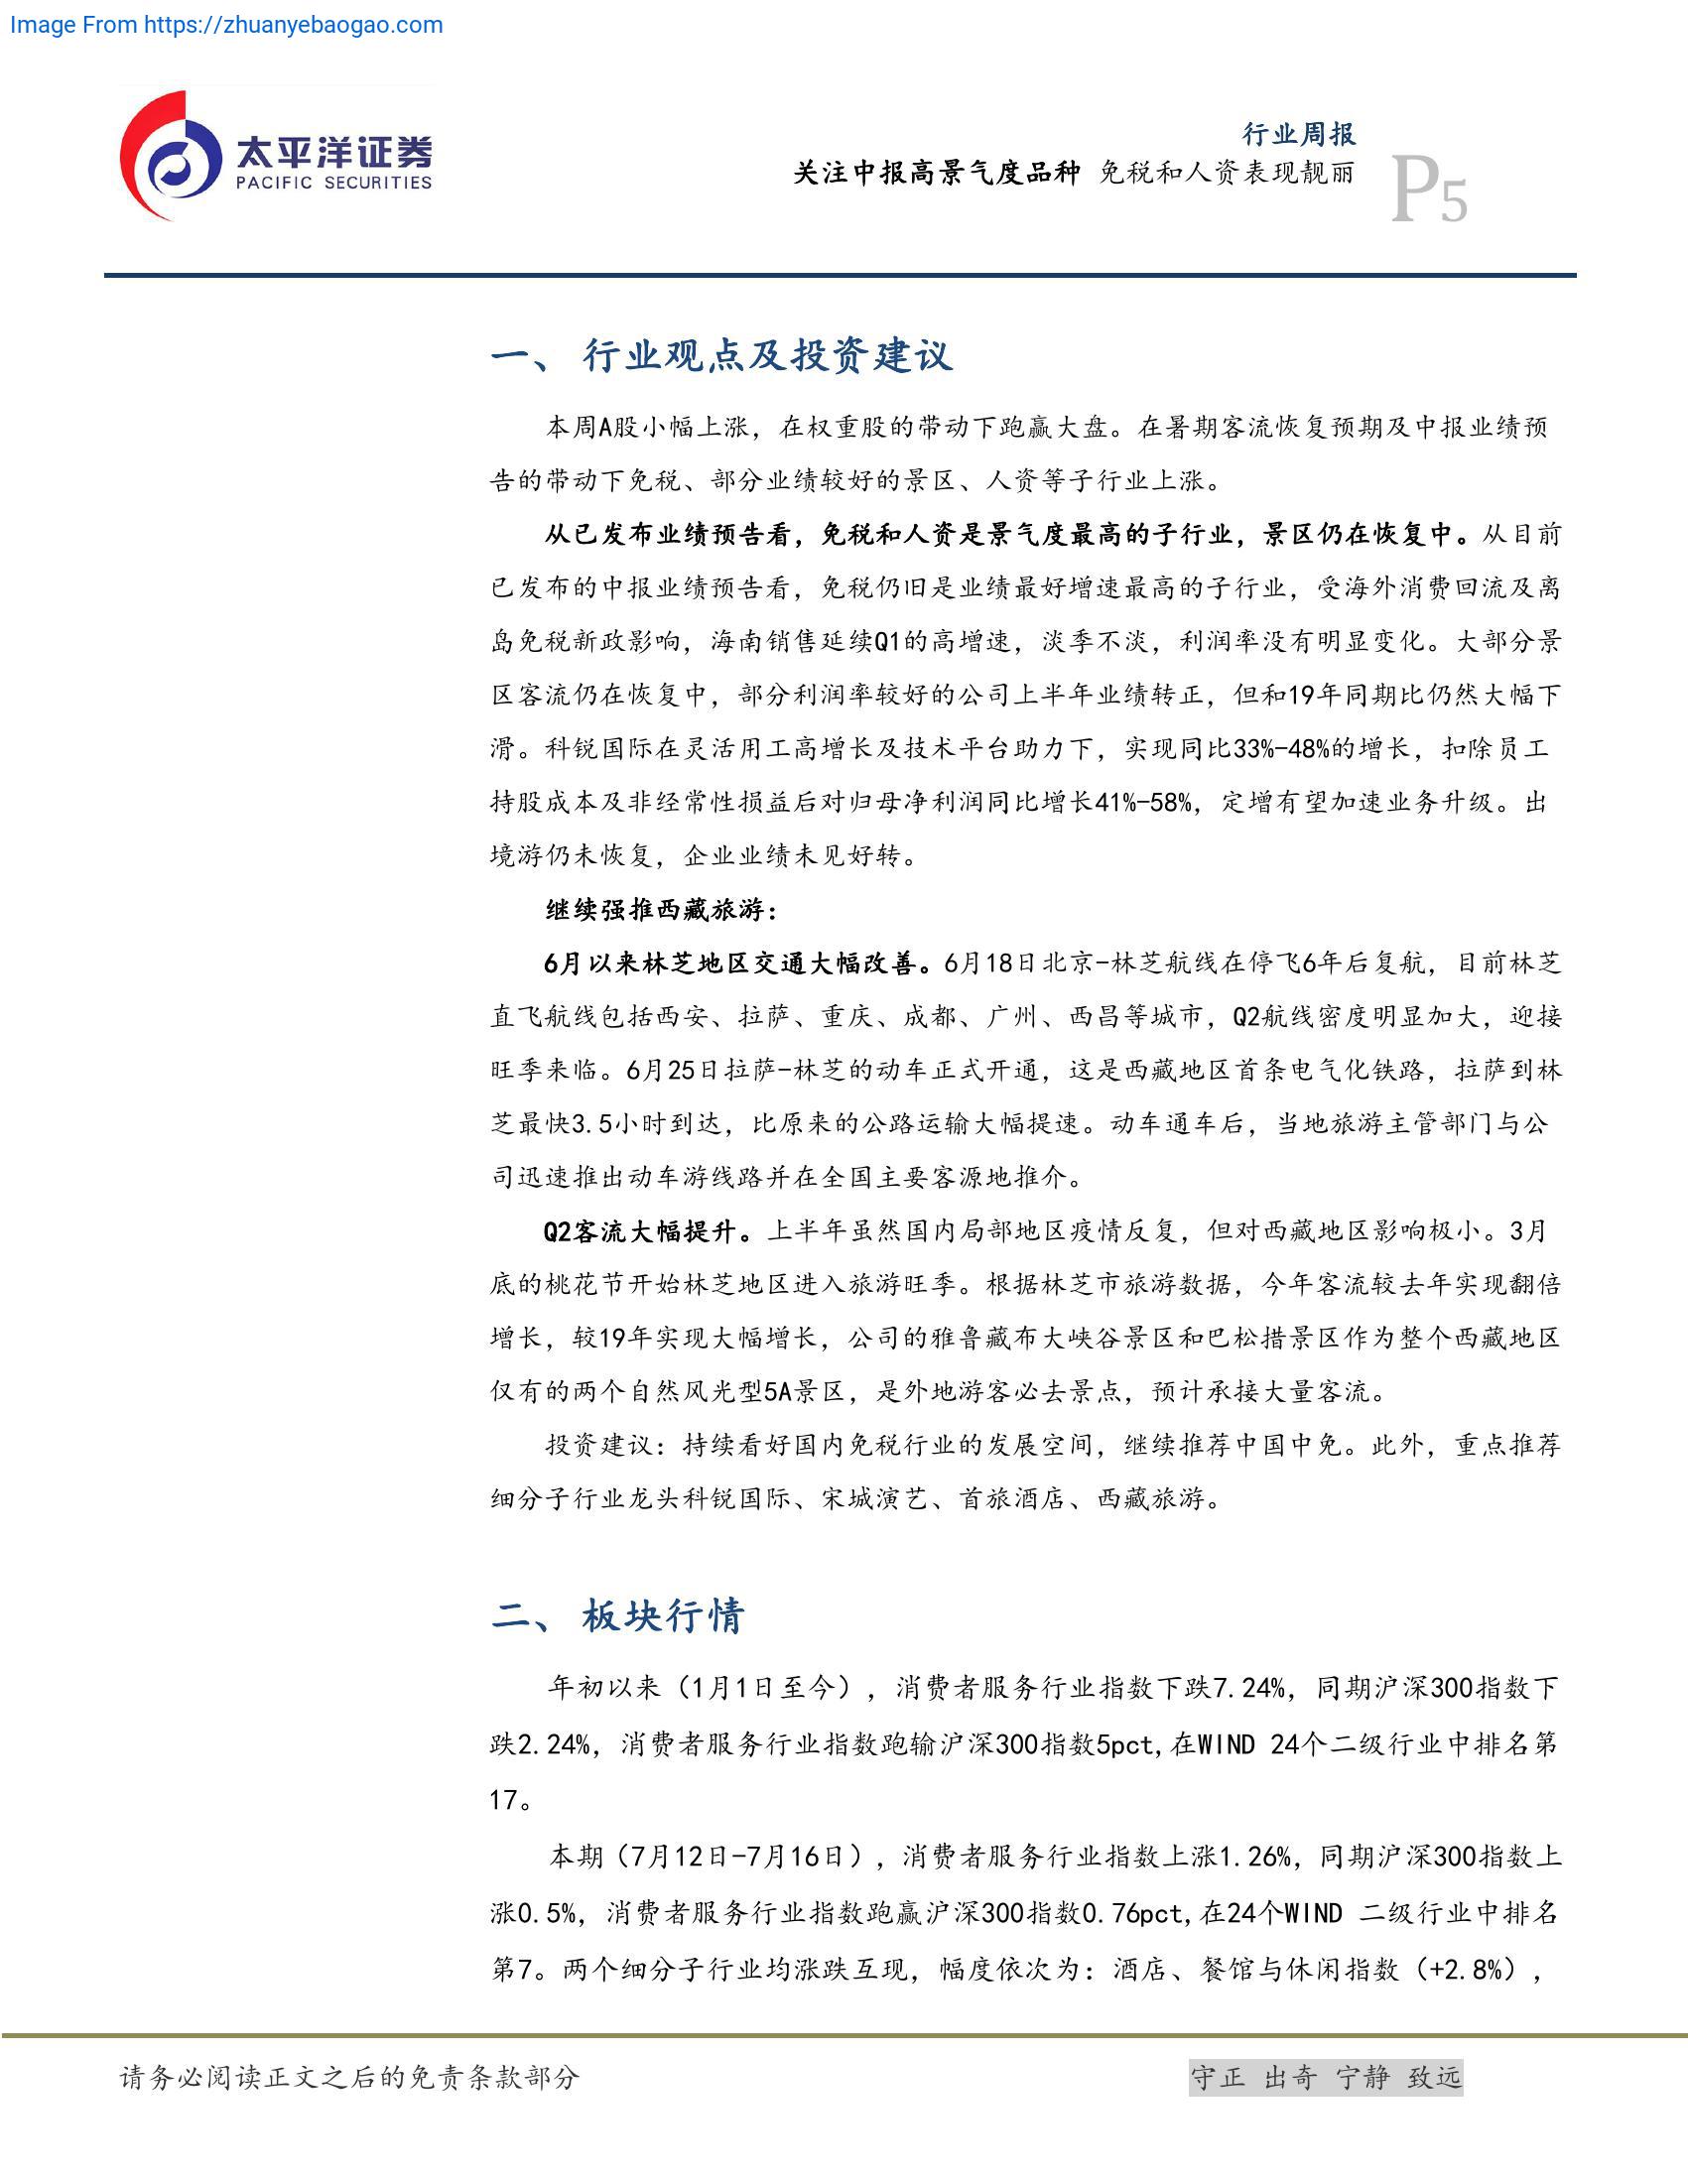 Image From https://zhuanyebaogao.com
太平洋证券
PACIFIC SECURITIES
行业周报
关注中报高景气度品种 免税和人资表现靓丽
P5
一、 行业观点及投资建议
本周A股小幅上涨，在权重股的带动下跑赢大盘。在暑期客流恢复预期及中报业绩预
告的带动下免税、部分业绩较好的景区、人资等子行业上涨。
从已发布业绩预告看，免税和人资是景气度最高的子行业，景区仍在恢复中。从目前
已发布的中报业绩预告看，免税仍旧是业绩最好增速最高的子行业，受海外消费回流及离
岛免税新政影响，海南销售延续Q1的高增速，淡季不淡，利润率没有明显变化。大部分景
区客流仍在恢复中，部分利润率较好的公司上半年业绩转正，但和19年同期比仍然大幅下
滑。科锐国际在灵活用工高增长及技术平台助力下，实现同比33%-48%的增长，扣除员工
持股成本及非经常性损益后对归母净利润同比增长41%-58%，定增有望加速业务升级。出
境游仍未恢复，企业业绩未见好转。
继续强推西藏旅游：
6月以来林芝地区交通大幅改善。6月18日北京-林芝航线在停飞6年后复航，目前林芝
直飞航线包括西安、拉萨、重庆、成都、广州、西昌等城市，Q2航线密度明显加大，迎接
旺季来临。6月25日拉萨-林芝的动车正式开通，这是西藏地区首条电气化铁路，拉萨到林
芝最快3.5小时到达，比原来的公路运输大幅提速。动车通车后，当地旅游主管部门与公
司迅速推出动车游线路并在全国主要客源地推介。
Q2客流大幅提升。上半年虽然国内局部地区疫情反复，但对西藏地区影响极小。3月
底的桃花节开始林芝地区进入旅游旺季。根据林芝市旅游数据，今年客流较去年实现翻倍
增长，较19年实现大幅增长，公司的雅鲁藏布大峡谷景区和巴松措景区作为整个西藏地区
仅有的两个自然风光型5A景区，是外地游客必去景点，预计承接大量客流。
投资建议：持续看好国内免税行业的发展空间，继续推荐中国中免。此外，重点推荐
细分子行业龙头科锐国际、宋城演艺、首旅酒店、西藏旅游。
二、 板块行情
年初以来（1月1日至今），消费者服务行业指数下跌7.24%，同期沪深300指数下
跌2.24%，消费者服务行业指数跑输沪深300指数5pct,在WIND 24个二级行业中排名第
17。
本期（7月12日-7月16日），消费者服务行业指数上涨1.26%，同期沪深300指数上
涨0.5%，消费者服务行业指数跑赢沪深300指数0.76pct,在24个WIND 二级行业中排名
第7。两个细分子行业均涨跌互现，幅度依次为：酒店、餐馆与休闲指数（+2.8%），
请务必阅读正文之后的免责条款部分
守正 出奇 宁静 致远